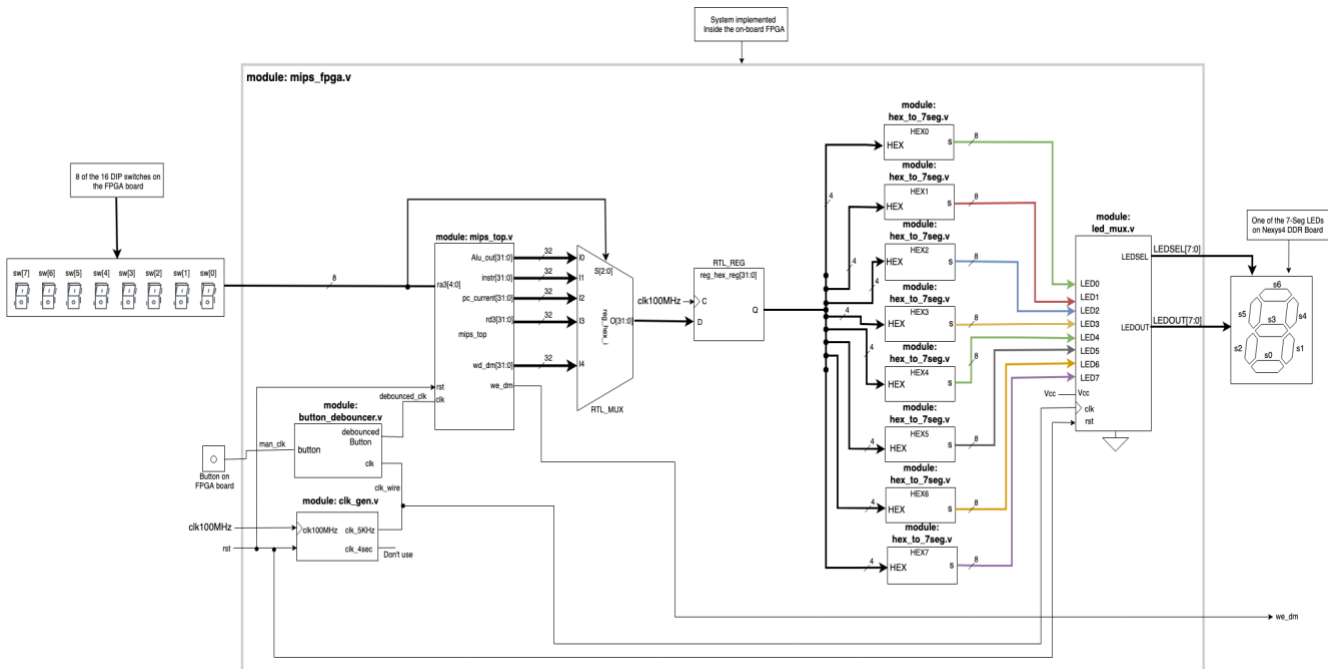 System implemented
Inside the on-board FPGA
module: mips_fpga.v
8 of the 16 DIP switches on
the FPGA board
sw[7] sw[6] sw[5] sw[4] sw[3] sw[2] sw[1] sw[0]
8
module: mips_top.v
ra3[4:0]
Alu_out[31:0]
instr[31:0]
pc_current[31:0]
rd3[31:0]
mips_top
wd_dm[31:0]
we_dm
rst
clk
debounced_clk
32
32
32
32
32
I0
I1
I2
I3
I4
S[2:0]
reg_hex_i
O[31:0]
RTL_MUX
RTL_REG
reg_hex_reg[31:0]
clk100MHz
C
D
Q
module:
button_debouncer.v
debounced
Button
button
clk
man_clk
Button on
FPGA board
clk_wire
module: clk_gen.v
clk100MHz
clk100MHz
clk_5KHz
clk_4sec
Don't use
rst
module:
hex_to_7seg.v
HEX0
HEX
s
8
4
module:
hex_to_7seg.v
HEX1
HEX
s
8
4
module:
hex_to_7seg.v
HEX2
HEX
s
8
4
module:
hex_to_7seg.v
HEX3
HEX
s
8
4
module:
hex_to_7seg.v
HEX4
HEX
s
8
4
module:
hex_to_7seg.v
HEX5
HEX
s
8
4
module:
hex_to_7seg.v
HEX6
HEX
s
8
4
module:
hex_to_7seg.v
HEX7
HEX
s
8
4
module:
led_mux.v
LEDSEL
LED0
LED1
LED2
LED3
LED4
LED5
LED6
LED7
LEDOUT
Vcc
Vcc
clk
rst
LEDSEL[7:0]
LEDOUT[7:0]
One of the 7-Seg LEDs
on Nexys4 DDR Board
s6
s5
s4
s3
s2
s1
s0
we_dm